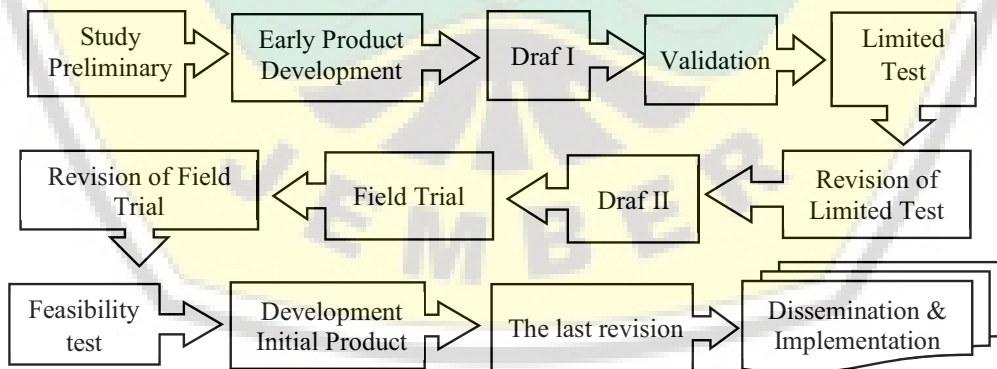 Study
Preliminary
Early Product
Development
Draf I
Validation
Limited
Test
Revision of
Limited Test
Draf II
Field Trial
Revision of Field
Trial
Feasibility
test
Development
Initial Product
The last revision
Dissemination &
Implementation
JEMBER